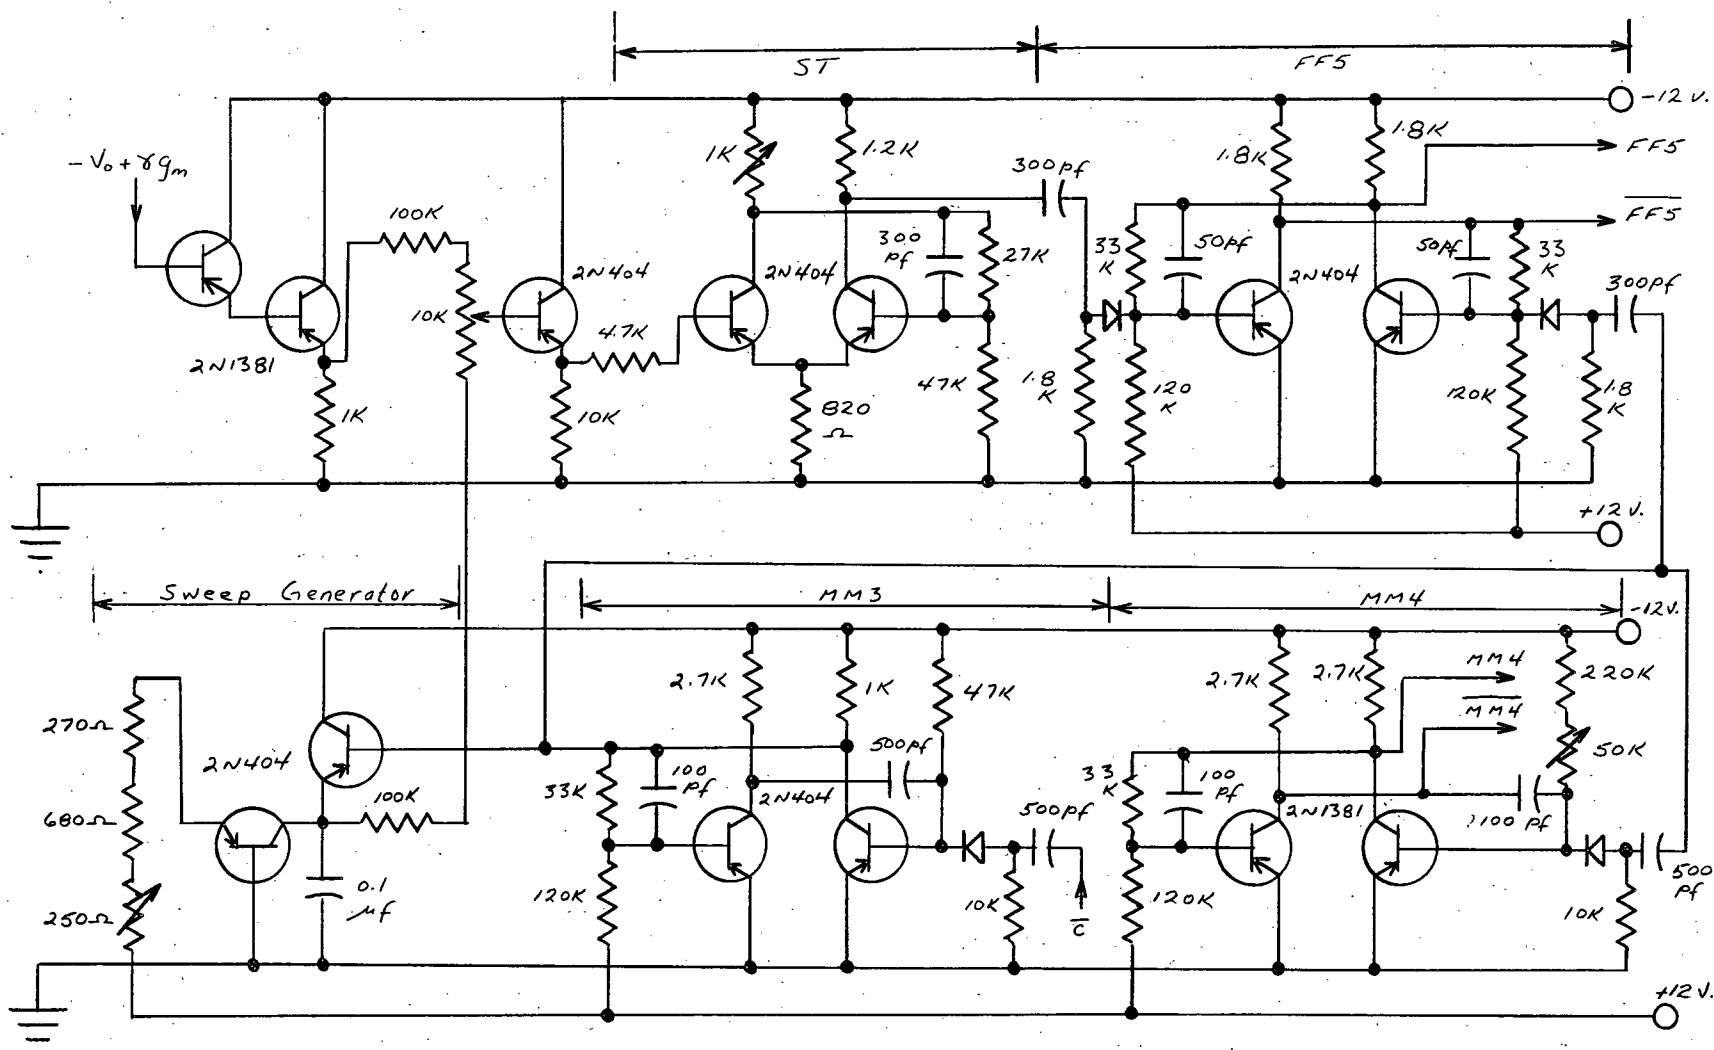 ST
FF5
-12 v.
-V₀ + γgₘ
1K
1.2K
300pf
1.8K
1.8K
FF5
F̅F̅5̅
100K
300
pf
27K
33
K
50pf
50pf
33
K
300pf
2N404
2N404
2N404
10K
4.7K
2N1381
1K
10K
820
Ω
47K
1.8
K
120
K
120K
1.8
K
+12 v.
Sweep Generator
MM3
MM4
-12v.
2.7K
1K
47K
2.7K
2.7K
MM4
M̅M̅4̅
220K
270Ω
2N404
500pf
50K
33K
100
pf
2N404
33
K
100
pf
2N1381
100K
680Ω
500pf
1100 pf
0.1
μf
120K
10K
C̅
120K
500
pf
10K
250Ω
+12 v.